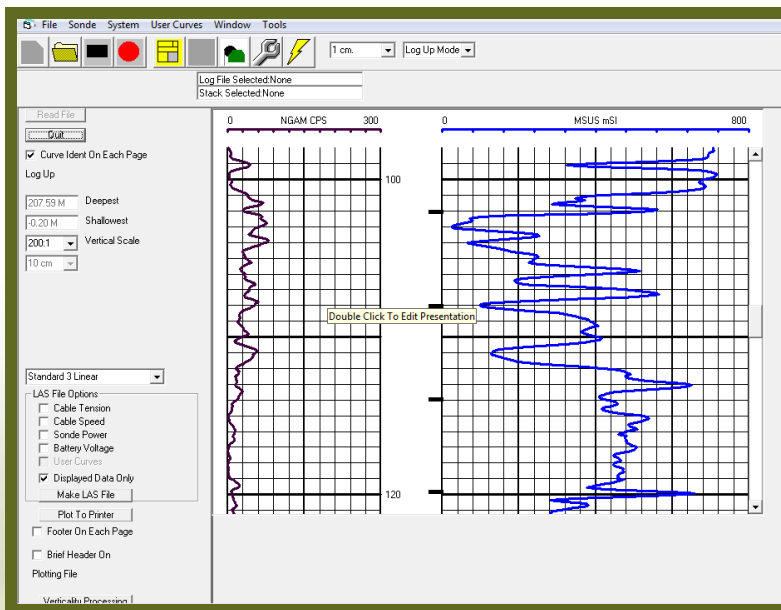 File Sonde System User Curves Window Tools
1 cm. Log Up Mode
Log File Selected:None
Stack Selected:None
Read File
Quit
Curve Ident On Each Page
Log Up
207.59 M Deepest
-0.20 M Shallowest
200:1 Vertical Scale
10 cm
Standard 3 Linear
LAS File Options
Cable Tension
Cable Speed
Sonde Power
Battery Voltage
User Curves
Displayed Data Only
Make LAS File
Plot To Printer
Footer On Each Page
Brief Header On
Plotting File
Verticality Processing
0 NGAM CPS 300
0 MSUS mSI 800
100
Double Click To Edit Presentation
120